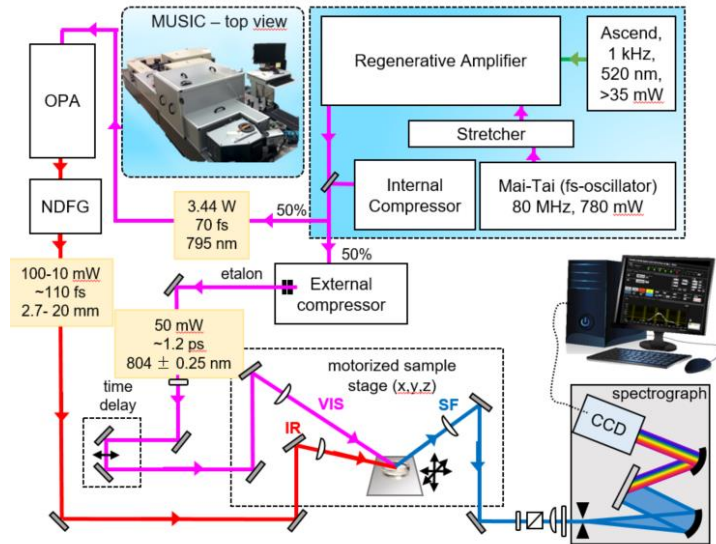 MUSIC – top view
OPA
NDFG
Regenerative Amplifier
Ascend,
1 kHz,
520 nm,
>35 mW
Stretcher
Internal
Compressor
Mai-Tai (fs-oscillator)
80 MHz, 780 mW
3.44 W
70 fs
795 nm
50%
50%
100-10 mW
~110 fs
2.7- 20 mm
etalon
External
compressor
50 mW
~1.2 ps
804 ± 0.25 nm
time
delay
motorized sample
stage (x,y,z)
VIS
SF
IR
spectrograph
CCD